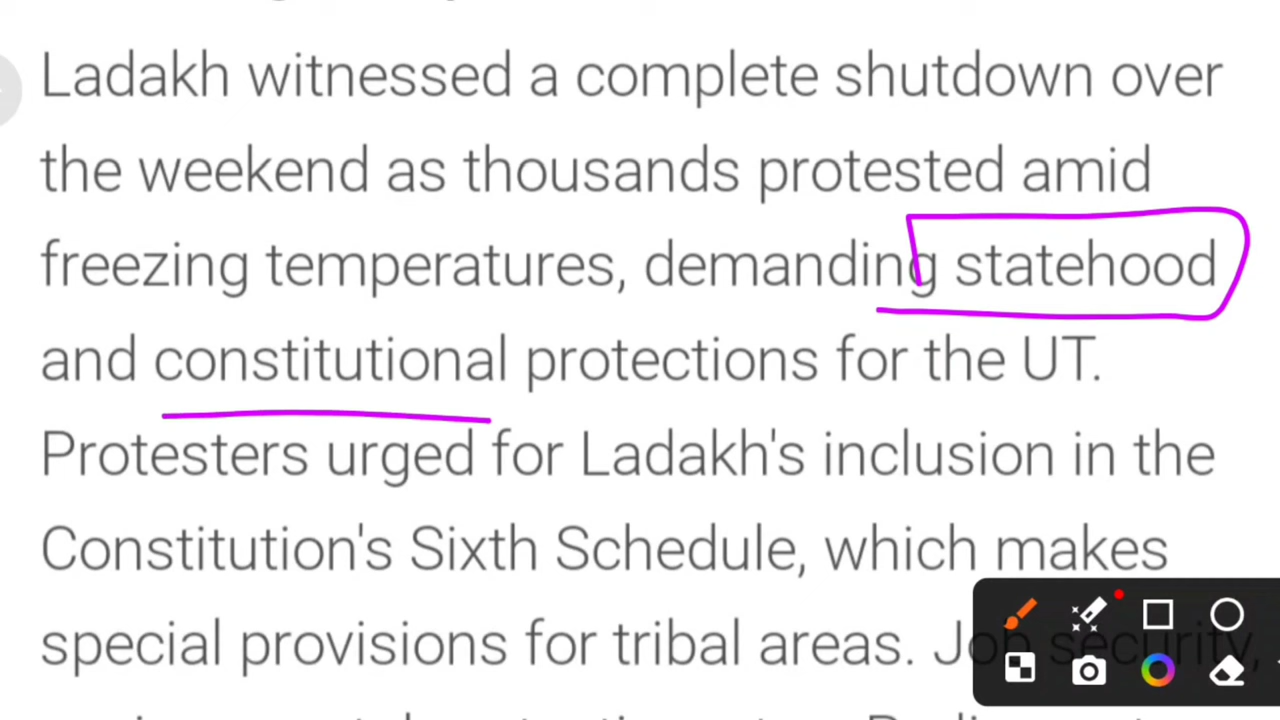 Ladakh witnessed a complete shutdown over
the weekend as thousands protested amid
freezing temperatures, demanding statehood
and constitutional protections for the UT.
Protesters urged for Ladakh's inclusion in the
Constitution's Sixth Schedule, which makes
special provisions for tribal areas. Job security,